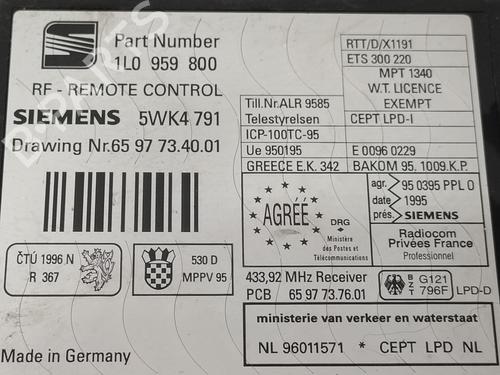 Part Number
1L0 959 800
RF - REMOTE CONTROL
SIEMENS 5WK4 791
Drawing Nr.65 97 73.40.01
ČTÚ 1996 N
R 367
530 D
MPPV 95
Made in Germany
RTT/D/X1191
ETS 300 220
MPT 1340
W.T. LICENCE
EXEMPT
Till.Nr.ALR 9585
Telestyrelsen
CEPT LPD-I
ICP-100TC-95
Ue 950195
E 0096 0229
GREECE E.K. 342
BAKOM 95. 1009.K.P.
AGRÉÉ
DRG
Ministère
des Postes et
Télécommunications
agr. 95 0395 PPL 0
date 1995
prés. SIEMENS
Radiocom
Privées France
Professionnel
433,92 MHz Receiver
PCB 65 97 73.76.01
BZT
G121
796F
LPD-D
ministerie van verkeer en waterstaat
NL 96011571 * CEPT LPD NL
B-PARTS